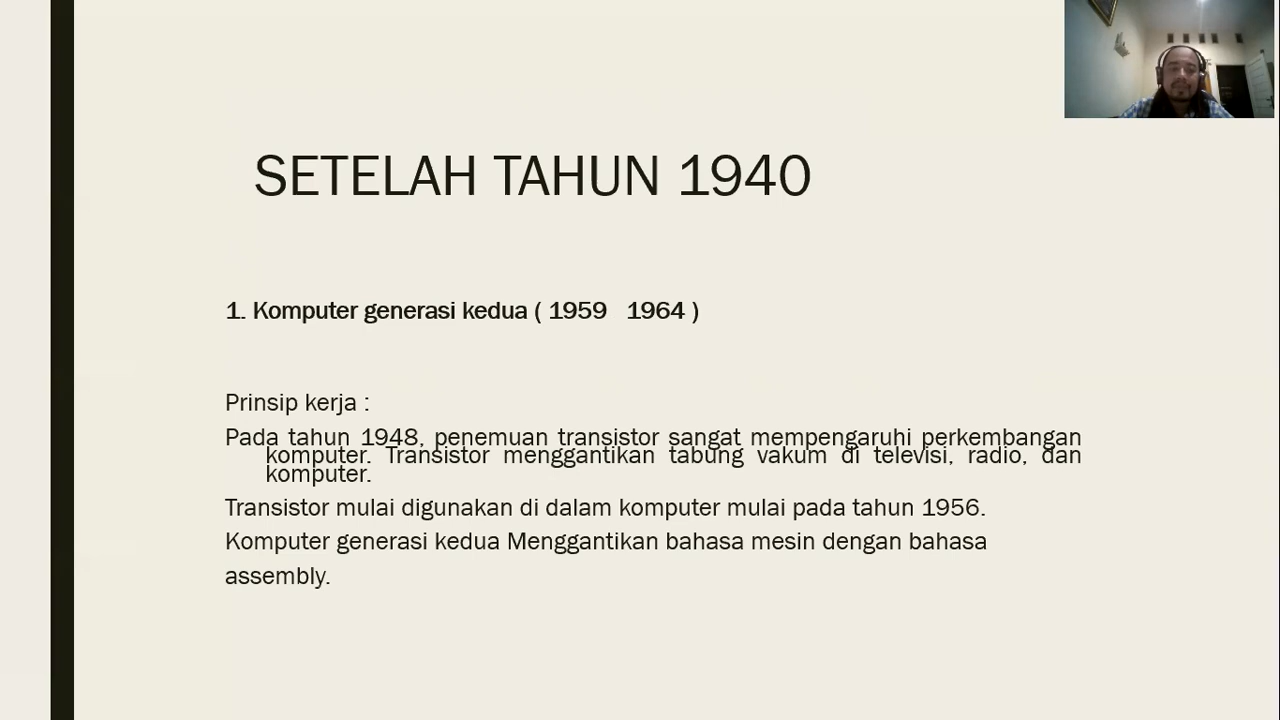 SETELAH TAHUN 1940
1. Komputer generasi kedua ( 1959   1964 )
Prinsip kerja :
Pada tahun 1948, penemuan transistor sangat mempengaruhi perkembangan
komputer. Transistor menggantikan tabung vakum di televisi, radio, dan
komputer.
Transistor mulai digunakan di dalam komputer mulai pada tahun 1956.
Komputer generasi kedua Menggantikan bahasa mesin dengan bahasa
assembly.